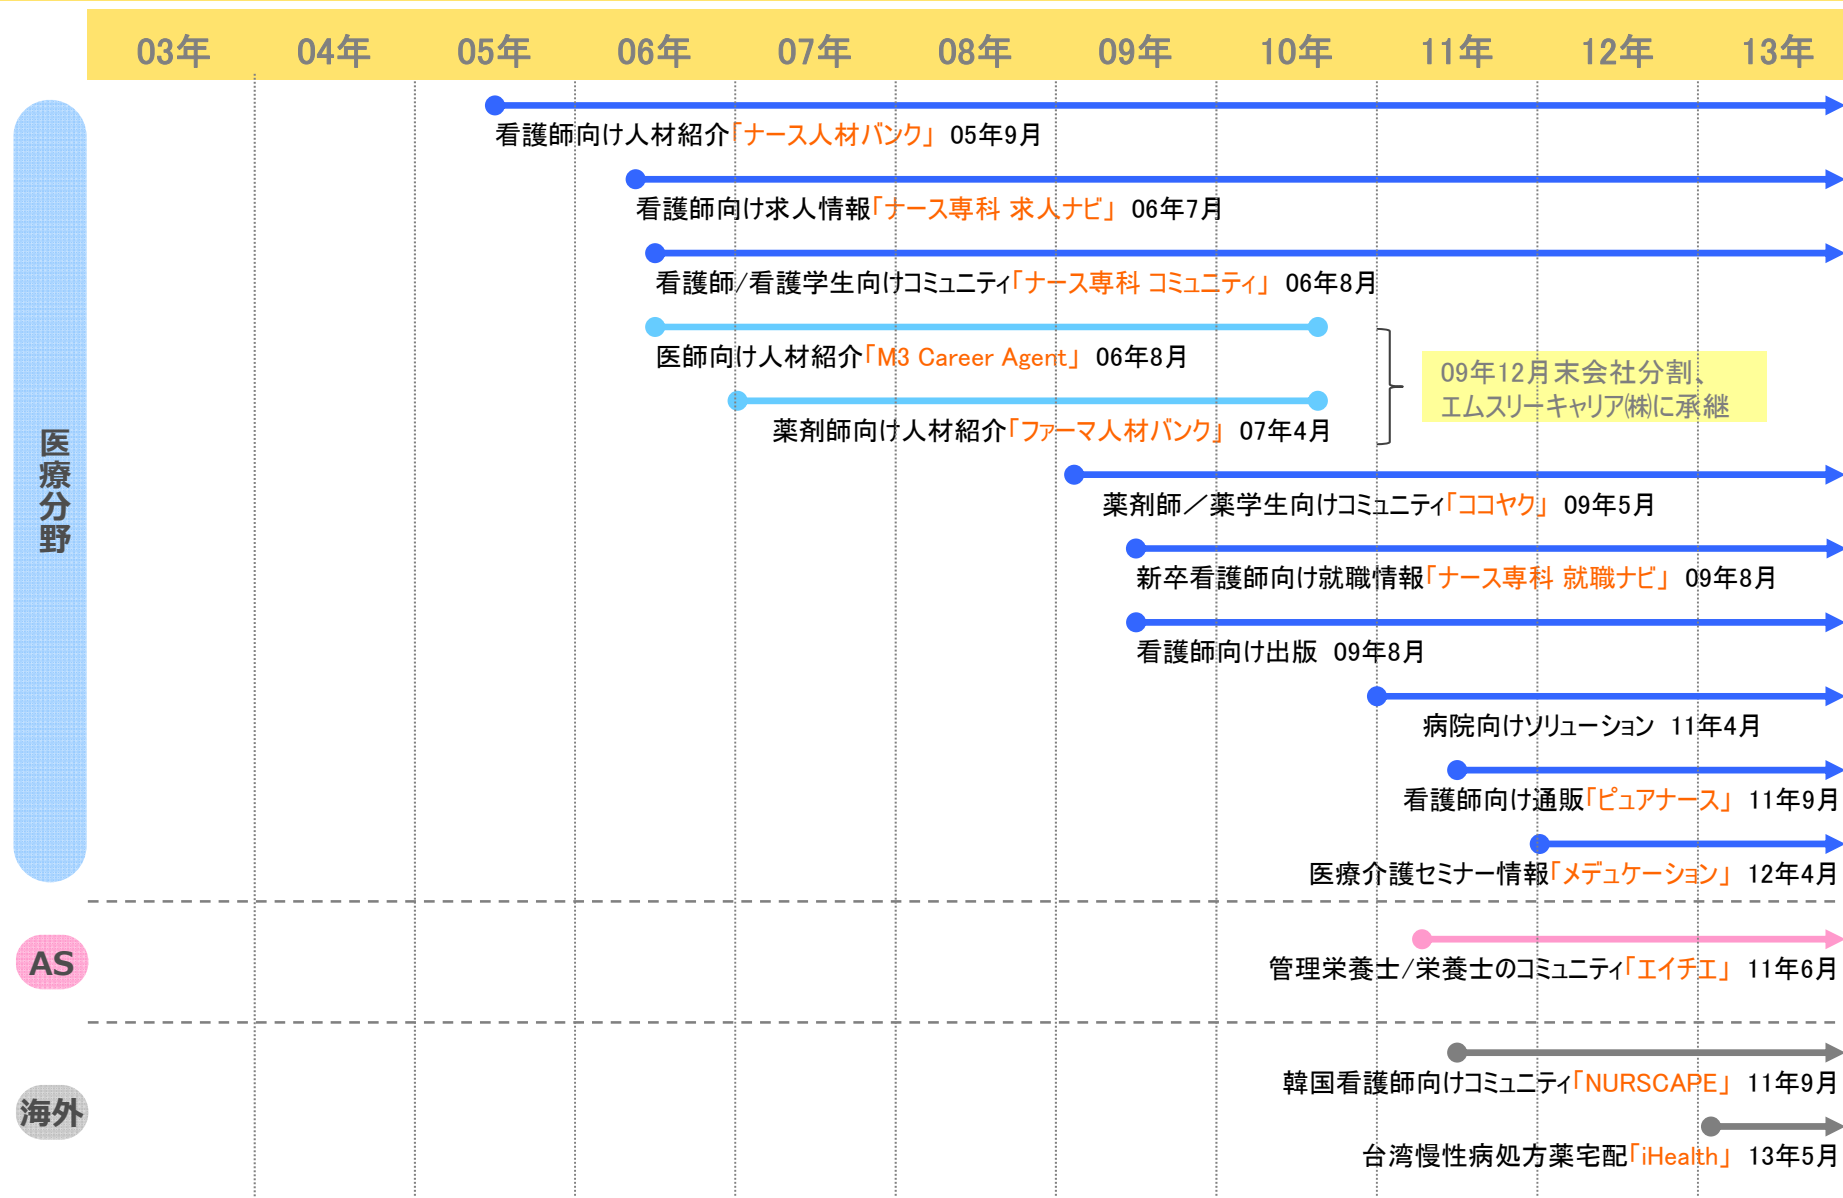 03年 04年 05年 06年 07年 08年 09年 10年 11年 12年 13年
医療分野
看護師向け人材紹介「ナース人材バンク」 05年9月
看護師向け求人情報「ナース専科 求人ナビ」 06年7月
看護師/看護学生向けコミュニティ「ナース専科 コミュニティ」 06年8月
医師向け人材紹介「M3 Career Agent」 06年8月
薬剤師向け人材紹介「ファーマ人材バンク」 07年4月
09年12月末会社分割、
エムスリーキャリア㈱に承継
薬剤師／薬学生向けコミュニティ「ココヤク」 09年5月
新卒看護師向け就職情報「ナース専科 就職ナビ」 09年8月
看護師向け出版 09年8月
病院向けソリューション 11年4月
看護師向け通販「ピュアナース」 11年9月
医療介護セミナー情報「メデュケーション」 12年4月
AS
管理栄養士/栄養士のコミュニティ「エイチエ」 11年6月
海外
韓国看護師向けコミュニティ「NURSCAPE」 11年9月
台湾慢性病処方薬宅配「iHealth」 13年5月